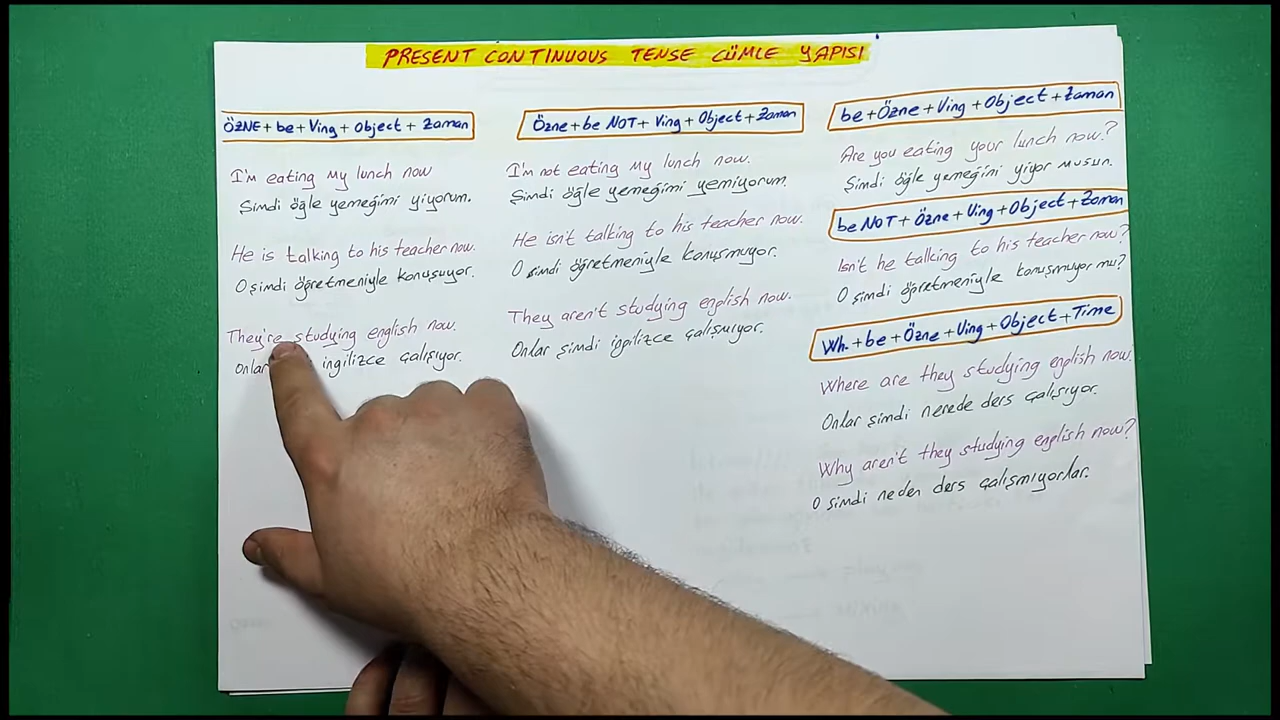 PRESENT CONTINUOUS TENSE CÜMLE YAPISI
ÖZNE + be + Ving + Object + Zaman
I'm eating my lunch now
Şimdi öğle yemeğimi yiyorum.
He is talking to his teacher now.
O şimdi öğretmeniyle konuşuyor.
They're studying english now.
Onlar ingilizce çalışıyor.
Özne + be NOT + Ving + Object + Zaman
I'm not eating my lunch now.
Şimdi öğle yemeğimi yemiyorum.
He isn't talking to his teacher now.
O şimdi öğretmeniyle konuşmuyor.
They aren't studying english now.
Onlar şimdi ingilizce çalışmıyor.
be + Özne + Ving + Object + Zaman
Are you eating your lunch now?
Şimdi öğle yemeğini yiyor musun.
be NOT + Özne + Ving + Object + Zaman
Isn't he talking to his teacher now?
O şimdi öğretmeniyle konuşmuyor mu?
Wh. + be + Özne + Ving + Object + Time
Where are they studying english now.
Onlar şimdi nerede ders çalışıyor.
Why aren't they studying english now?
O şimdi neden ders çalışmıyorlar.